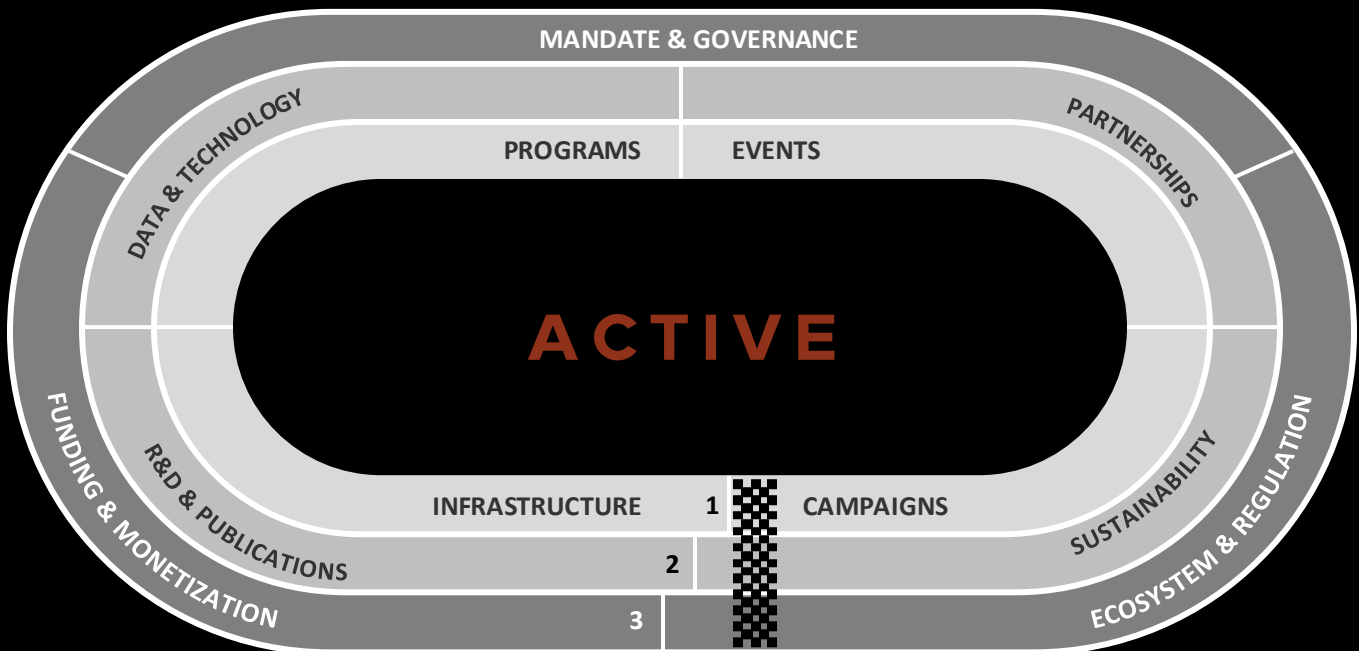 MANDATE & GOVERNANCE
DATA & TECHNOLOGY
PARTNERSHIPS
PROGRAMS
EVENTS
ACTIVE
FUNDING & MONETIZATION
R&D & PUBLICATIONS
INFRASTRUCTURE
1
CAMPAIGNS
SUSTAINABILITY
ECOSYSTEM & REGULATION
2
3